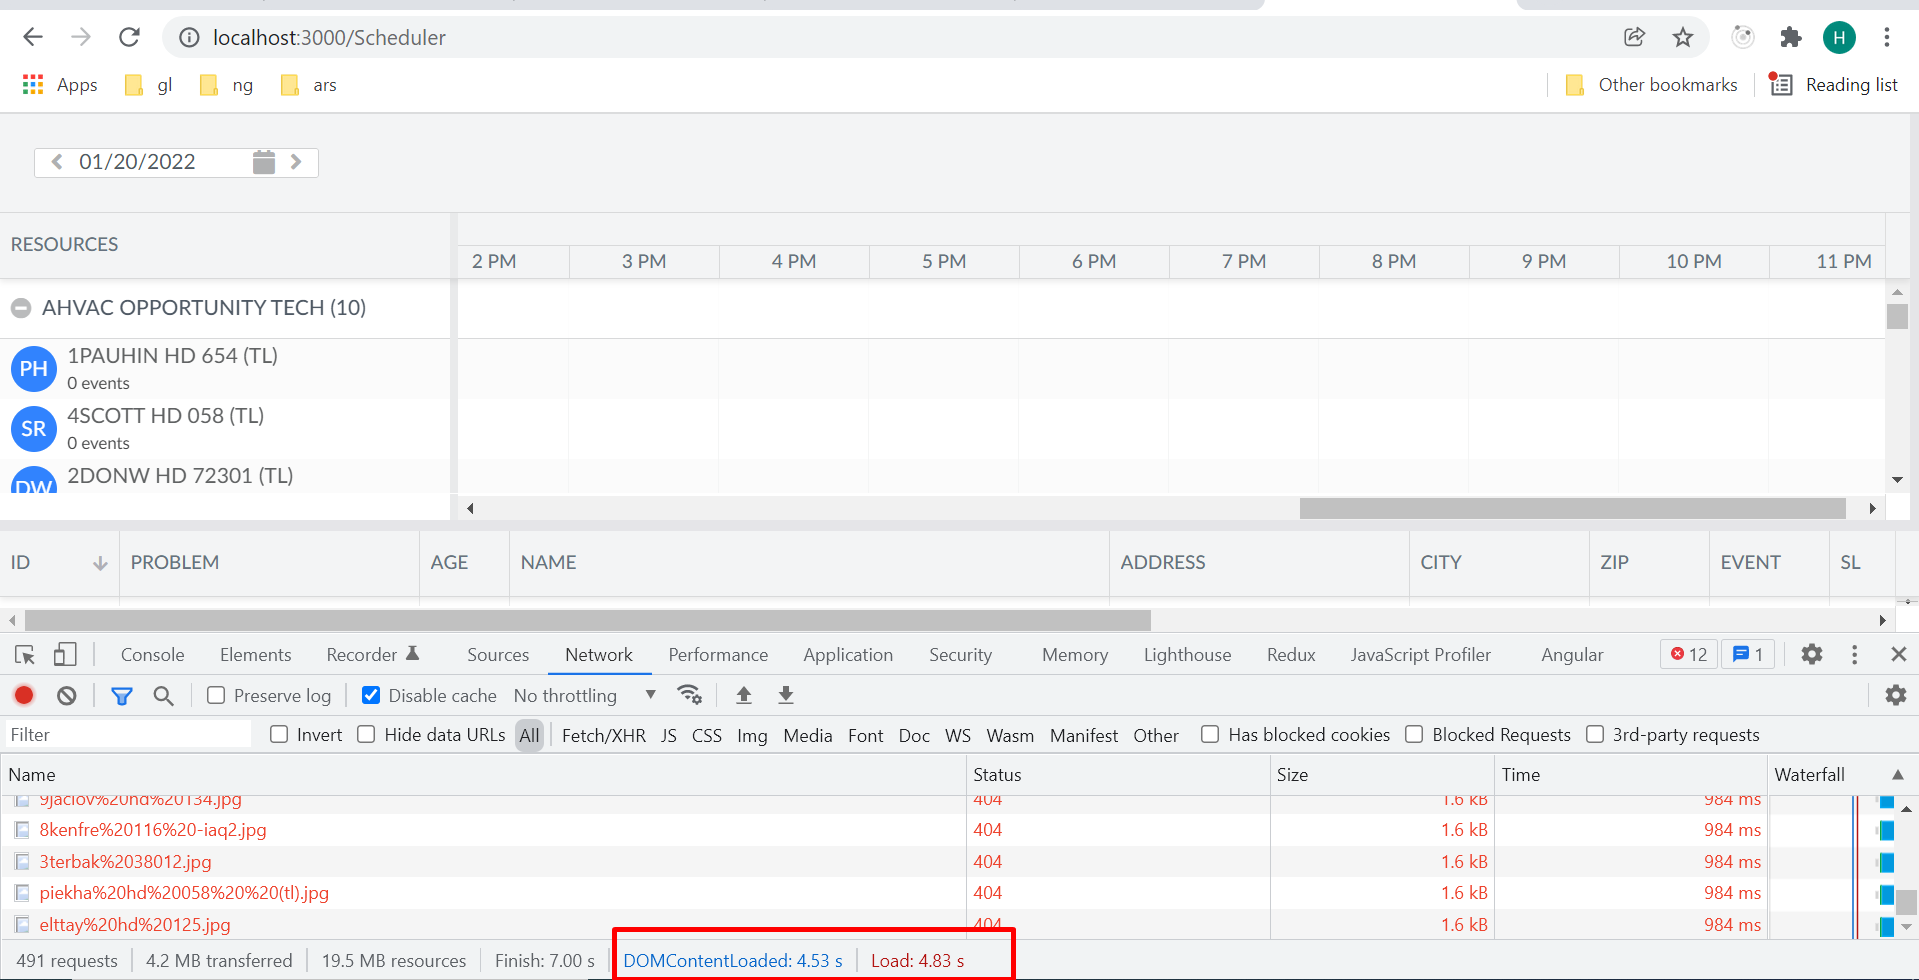 localhost:3000/Scheduler
H
Apps gl ng ars Other bookmarks Reading list
01/20/2022
RESOURCES
2 PM 3 PM 4 PM 5 PM 6 PM 7 PM 8 PM 9 PM 10 PM 11 PM
AHVAC OPPORTUNITY TECH (10)
PH 1PAUHIN HD 654 (TL)
0 events
SR 4SCOTT HD 058 (TL)
0 events
DW 2DONW HD 72301 (TL)
ID PROBLEM AGE NAME ADDRESS CITY ZIP EVENT SL
Console Elements Recorder Sources Network Performance Application Security Memory Lighthouse Redux JavaScript Profiler Angular 12 1
Preserve log Disable cache No throttling
Filter Invert Hide data URLs All Fetch/XHR JS CSS Img Media Font Doc WS Wasm Manifest Other Has blocked cookies Blocked Requests 3rd-party requests
Name Status Size Time Waterfall
9jaclov%20hd%20134.jpg 404 1.6 kB 984 ms
8kenfre%20116%20-iaq2.jpg 404 1.6 kB 984 ms
3terbak%2038012.jpg 404 1.6 kB 984 ms
piekha%20hd%20058%20%20(tl).jpg 404 1.6 kB 984 ms
elttay%20hd%20125.jpg 404 1.6 kB 984 ms
491 requests 4.2 MB transferred 19.5 MB resources Finish: 7.00 s DOMContentLoaded: 4.53 s Load: 4.83 s